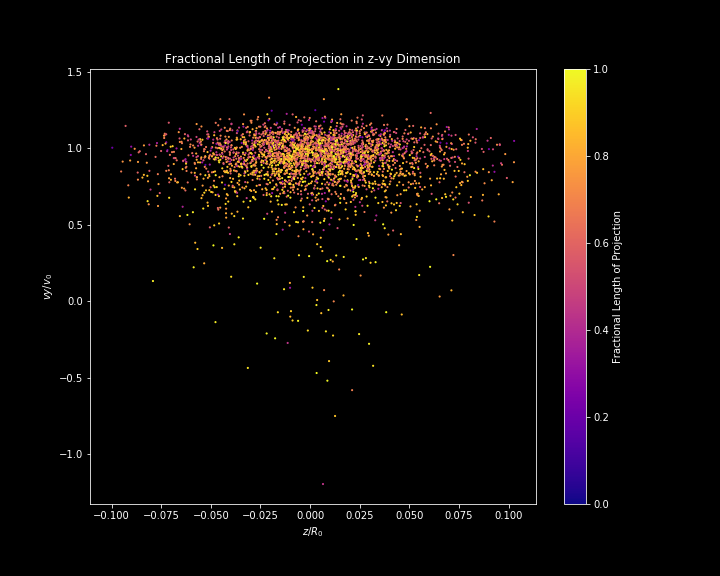 Fractional Length of Projection in z-vy Dimension
1.5
1.0
0.5
0.0
−0.5
−1.0
vy/v₀
−0.100 −0.075 −0.050 −0.025 0.000 0.025 0.050 0.075 0.100
z/R₀
1.0
0.8
0.6
0.4
0.2
0.0
Fractional Length of Projection